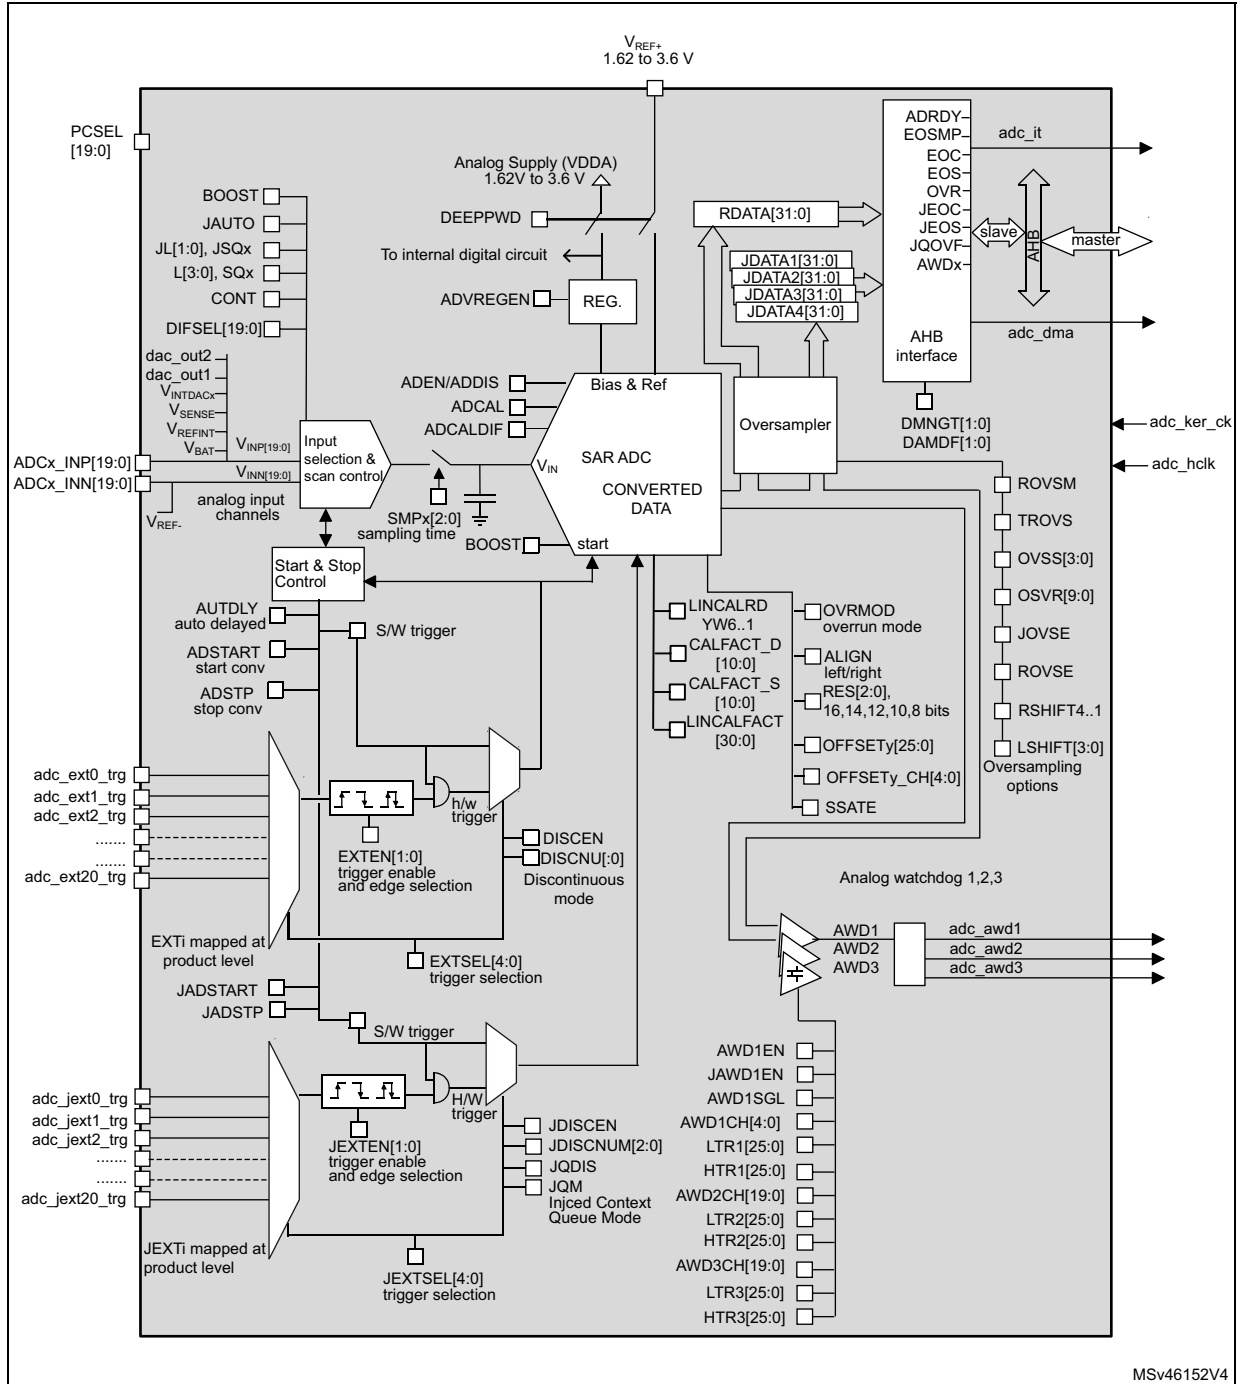 VREF+
1.62 to 3.6 V
PCSEL
[19:0]
BOOST
JAUTO
JL[1:0], JSQx
L[3:0], SQx
CONT
DIFSEL[19:0]
Analog Supply (VDDA)
1.62V to 3.6 V
DEEPPWD
To internal digital circuit
ADVREGEN
REG.
RDATA[31:0]
JDATA1[31:0]
JDATA2[31:0]
JDATA3[31:0]
JDATA4[31:0]
ADRDY
EOSMP
EOC
EOS
OVR
JEOC
JEOS
JQOVF
AWDx
AHB
interface
adc_it
slave
AHB
master
adc_dma
DMNGT[1:0]
DAMDF[1:0]
adc_ker_ck
adc_hclk
dac_out2
dac_out1
VINTDACx
VSENSE
VREFINT
VBAT
VINP[19:0]
VINN[19:0]
ADCx_INP[19:0]
ADCx_INN[19:0]
VREF-
analog input
channels
Input
selection &
scan control
SMPx[2:0]
sampling time
ADEN/ADDIS
ADCAL
ADCALDIF
Bias & Ref
VIN
SAR ADC
CONVERTED
DATA
BOOST
start
Oversampler
ROVSM
TROVS
OVSS[3:0]
OSVR[9:0]
JOVSE
ROVSE
RSHIFT4..1
LSHIFT[3:0]
Oversampling
options
Start & Stop
Control
AUTDLY
auto delayed
ADSTART
start conv
ADSTP
stop conv
S/W trigger
LINCALRD
YW6..1
CALFACT_D
[10:0]
CALFACT_S
[10:0]
LINCALFACT
[30:0]
OVRMOD
overrun mode
ALIGN
left/right
RES[2:0],
16,14,12,10,8 bits
OFFSETy[25:0]
OFFSETy_CH[4:0]
SSATE
adc_ext0_trg
adc_ext1_trg
adc_ext2_trg
.......
.......
adc_ext20_trg
h/w
trigger
EXTEN[1:0]
trigger enable
and edge selection
DISCEN
DISCNU[:0]
Discontinuous
mode
EXTi mapped at
product level
EXTSEL[4:0]
trigger selection
Analog watchdog 1,2,3
AWD1
AWD2
AWD3
adc_awd1
adc_awd2
adc_awd3
JADSTART
JADSTP
S/W trigger
adc_jext0_trg
adc_jext1_trg
adc_jext2_trg
.......
.......
adc_jext20_trg
H/W
trigger
JEXTEN[1:0]
trigger enable
and edge selection
JDISCEN
JDISCNUM[2:0]
JQDIS
JQM
Injced Context
Queue Mode
JEXTi mapped at
product level
JEXTSEL[4:0]
trigger selection
AWD1EN
JAWD1EN
AWD1SGL
AWD1CH[4:0]
LTR1[25:0]
HTR1[25:0]
AWD2CH[19:0]
LTR2[25:0]
HTR2[25:0]
AWD3CH[19:0]
LTR3[25:0]
HTR3[25:0]
MSv46152V4